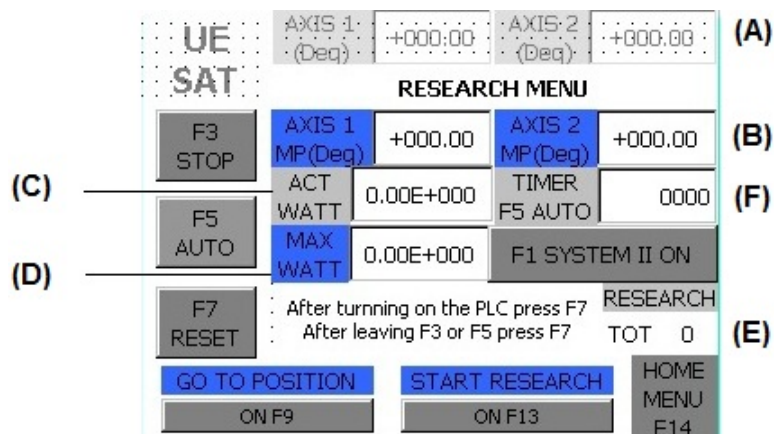 UE SAT
AXIS 1 (Deg) +000.00 AXIS 2 (Deg) +000.00 (A)
RESEARCH MENU
F3 STOP
AXIS 1 MP(Deg) +000.00 AXIS 2 MP(Deg) +000.00 (B)
(C) ACT WATT 0.00E+000 TIMER F5 AUTO 0000 (F)
F5 AUTO
(D) MAX WATT 0.00E+000 F1 SYSTEM II ON
F7 RESET
After turnning on the PLC press F7
After leaving F3 or F5 press F7
RESEARCH
TOT 0 (E)
GO TO POSITION START RESEARCH
ON F9 ON F13
HOME MENU F14